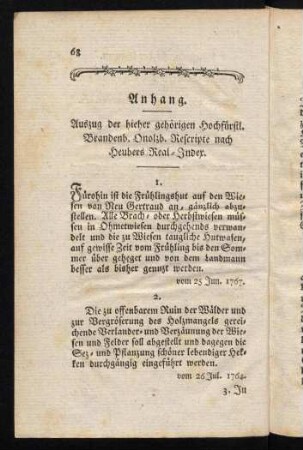 68
Anhang.
Auszug der hieher gehörigen Hochfürstl.
Brandenb. Onolzb. Rescripte nach
Heubers Real-Index.
1.
Fürohin ist die Frühlingshut auf den Wie-
sen von Neu Gertraud an, gänzlich abzu-
stellen. Alle Brach- oder Herbstwiesen müs-
sen in Ohmetwiesen durchgehends verwan-
delt und die zu Wiesen taugliche Hutwasen,
auf gewisse Zeit vom Frühling bis den Som-
mer über geheget und von dem Landmann
besser als bisher genutzt werden.
vom 25 Jun. 1767.
2.
Die zu offenbarem Ruin der Wälder und
zur Vergröserung des Holzmangels gerei-
chende Verlander- und Verzäunung der Wie-
sen und Felder soll abgestellt und dagegen die
Sez- und Pflanzung schöner lebendiger Hek-
ken durchgängig eingeführt werden.
vom 26 Jul. 1764.
3. In